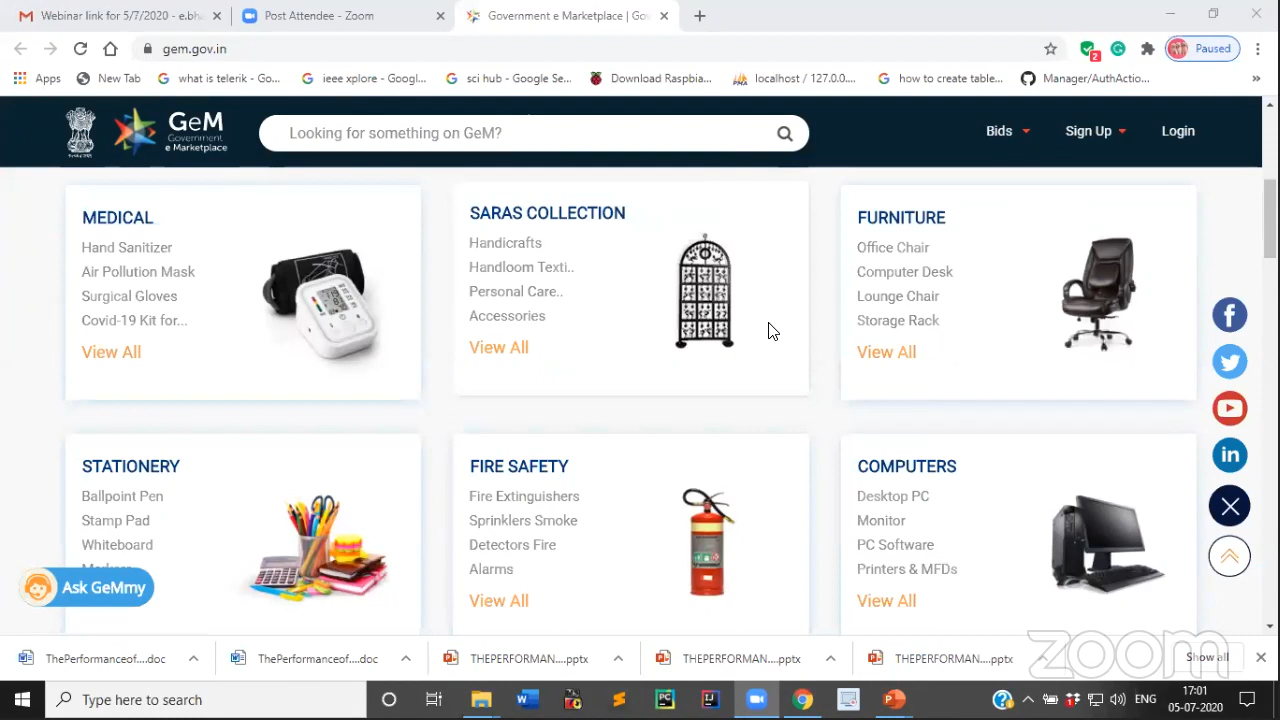 Webinar link for 5/7/2020 - e.bha
Post Attendee - Zoom
Government e Marketplace | Gov
gem.gov.in
Paused
Apps
New Tab
what is telerik - Go...
ieee xplore - Googl...
sci hub - Google Se...
Download Raspbia...
localhost / 127.0.0....
how to create table...
Manager/AuthActio...
GeM
Government
e Marketplace
Looking for something on GeM?
Bids
Sign Up
Login
MEDICAL
Hand Sanitizer
Air Pollution Mask
Surgical Gloves
Covid-19 Kit for...
View All
SARAS COLLECTION
Handicrafts
Handloom Texti..
Personal Care..
Accessories
View All
FURNITURE
Office Chair
Computer Desk
Lounge Chair
Storage Rack
View All
STATIONERY
Ballpoint Pen
Stamp Pad
Whiteboard
Ask GeMmy
FIRE SAFETY
Fire Extinguishers
Sprinklers Smoke
Detectors Fire
Alarms
View All
COMPUTERS
Desktop PC
Monitor
PC Software
Printers & MFDs
View All
ThePerformanceof....doc
ThePerformanceof....doc
THEPERFORMAN....pptx
THEPERFORMAN....pptx
THEPERFORMAN....pptx
Show all
zoom
Type here to search
ENG
17:01
05-07-2020